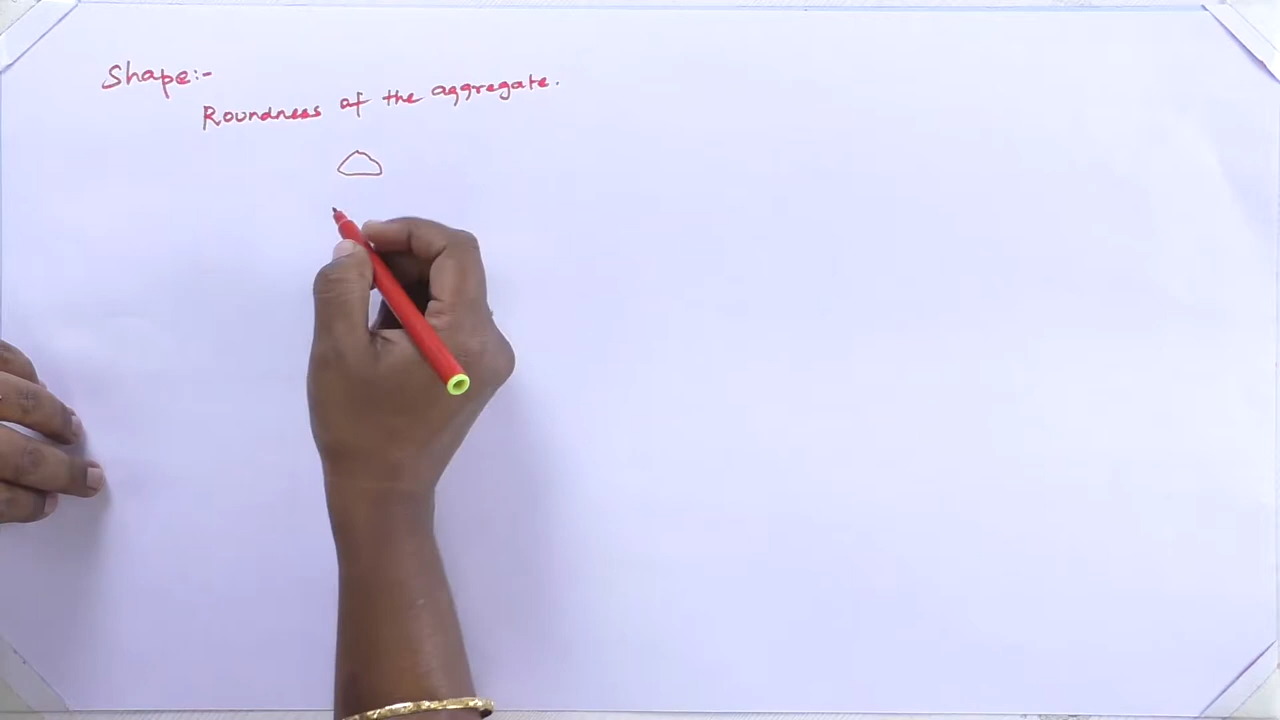 Shape:-
Roundness of the aggregate.